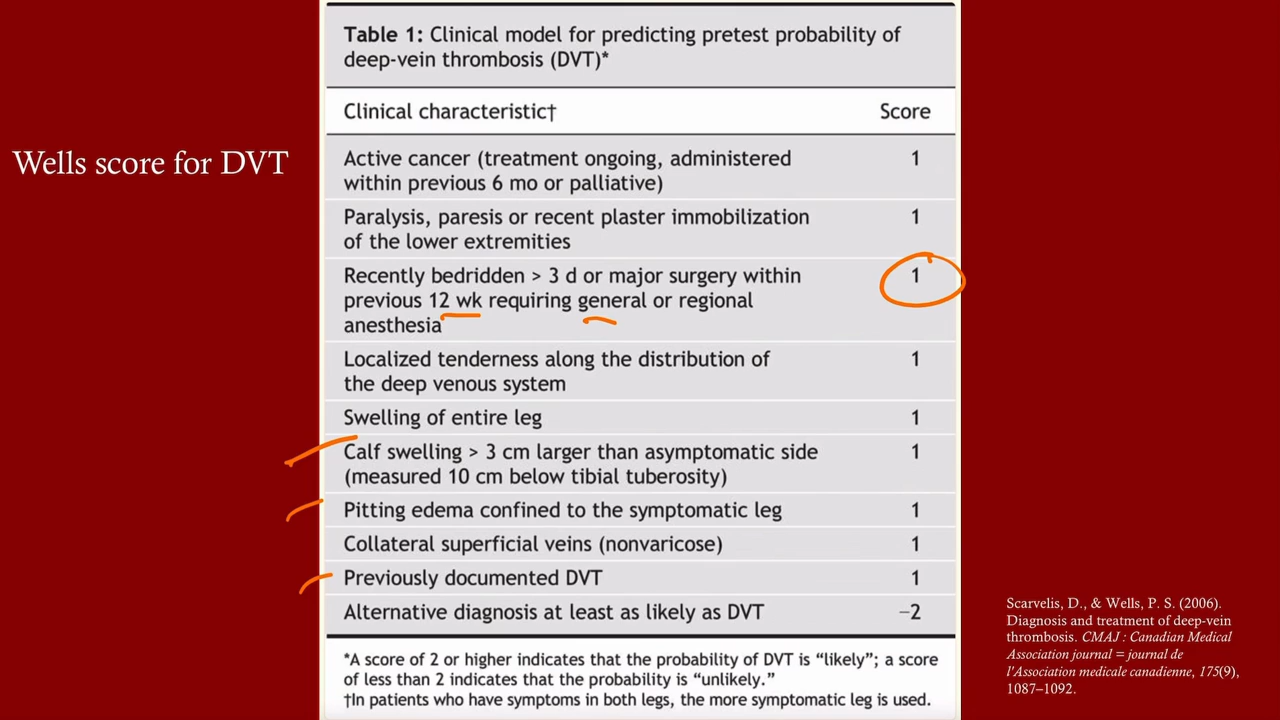 Wells score for DVT
Table 1: Clinical model for predicting pretest probability of
deep-vein thrombosis (DVT)*
Clinical characteristic† Score
Active cancer (treatment ongoing, administered 1
within previous 6 mo or palliative)
Paralysis, paresis or recent plaster immobilization 1
of the lower extremities
Recently bedridden > 3 d or major surgery within 1
previous 12 wk requiring general or regional
anesthesia
Localized tenderness along the distribution of 1
the deep venous system
Swelling of entire leg 1
Calf swelling > 3 cm larger than asymptomatic side 1
(measured 10 cm below tibial tuberosity)
Pitting edema confined to the symptomatic leg 1
Collateral superficial veins (nonvaricose) 1
Previously documented DVT 1
Alternative diagnosis at least as likely as DVT −2
*A score of 2 or higher indicates that the probability of DVT is “likely”; a score
of less than 2 indicates that the probability is “unlikely.”
†In patients who have symptoms in both legs, the more symptomatic leg is used.
Scarvelis, D., & Wells, P. S. (2006).
Diagnosis and treatment of deep-vein
thrombosis. CMAJ : Canadian Medical
Association journal = journal de
l'Association medicale canadienne, 175(9),
1087–1092.